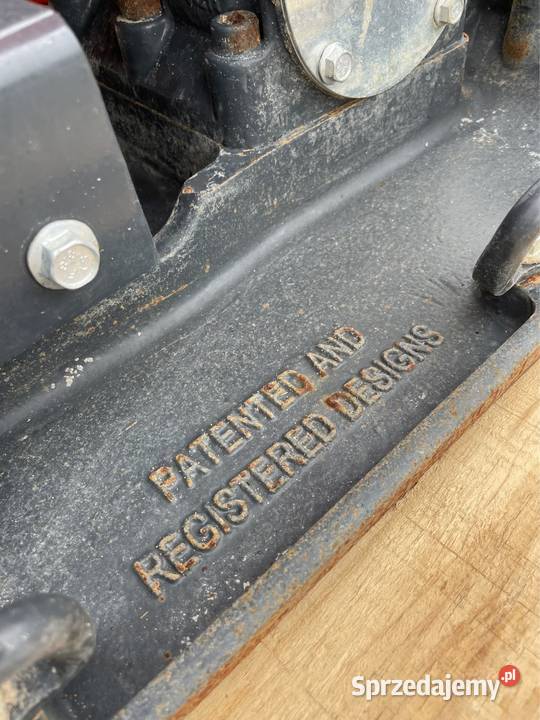 PATENTED AND
REGISTERED DESIGNS
Sprzedajemy.pl